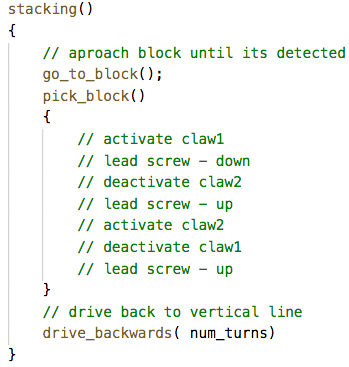 stacking()
{
// aproach block until its detected
go_to_block();
pick_block()
{
// activate claw1
// lead screw – down
// deactivate claw2
// lead screw – up
// activate claw2
// deactivate claw1
// lead screw – up
}
// drive back to vertical line
drive_backwards( num_turns)
}